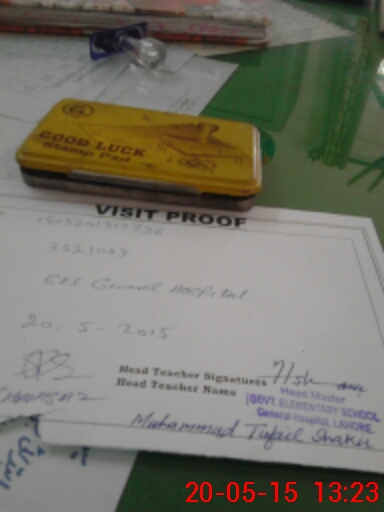 GOOD LUCK
Stamp Pad
VISIT PROOF
3521043
GES General Hospital
20. 5 - 2015
Head Teacher Signatures
Head Teacher Name
Head Master
GOVT. ELEMENTARY SCHOOL
General Hospital, LAHORE.
Muhammad Tufail Shakir
20-05-15 13:23